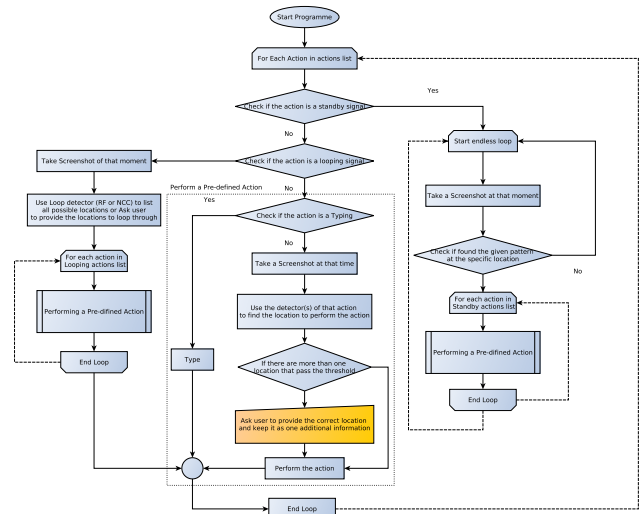 Start Programme
For Each Action in actions list
Check if the action is a standby signal
Yes
No
Start endless loop
Take Screenshot of that moment
Check if the action is a looping signal
No
Perform a Pre-defined Action
Take a Screenshot at that moment
Use Loop detector (RF or NCC) to list
all possible locations or Ask user
to provide the locations to loop through
Yes
Check if the action is a Typing
No
Check if found the given pattern
at the specific location
No
For each action in
Looping actions list
Take a Screenshot at that time
For each action in
Standby actions list
Performing a Pre-difined Action
Use the detector(s) of that action
to find the location to perform the action
Performing a Pre-difined Action
End Loop
Type
If there are more than one
location that pass the threshold
End Loop
Ask user to provide the correct location
and keep it as one additional information
Perform the action
End Loop